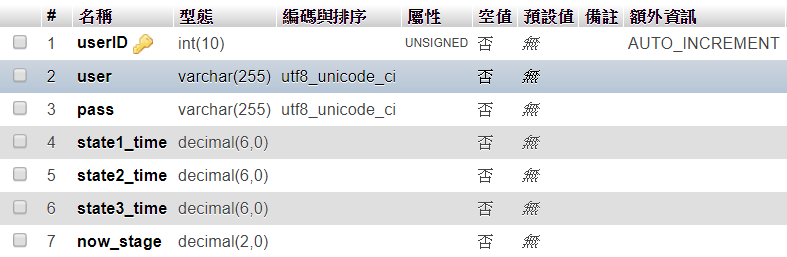 # 名稱 型態 編碼與排序 屬性 空值 預設值 備註 額外資訊
1 userID int(10) UNSIGNED 否 無 AUTO_INCREMENT
2 user varchar(255) utf8_unicode_ci 否 無
3 pass varchar(255) utf8_unicode_ci 否 無
4 state1_time decimal(6,0) 否 無
5 state2_time decimal(6,0) 否 無
6 state3_time decimal(6,0) 否 無
7 now_stage decimal(2,0) 否 無